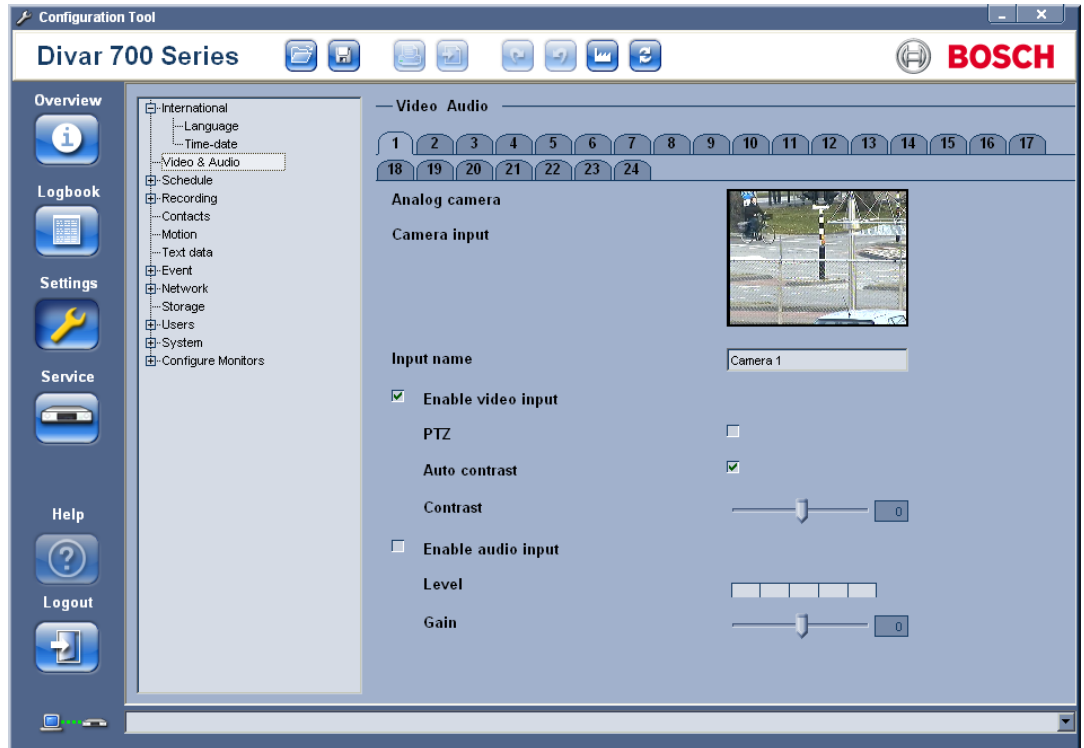 Configuration Tool
Divar 700 Series
BOSCH
Overview
Logbook
Settings
Service
Help
Logout
International
Language
Time-date
Video & Audio
Schedule
Recording
Contacts
Motion
Text data
Event
Network
Storage
Users
System
Configure Monitors
Video Audio
1 2 3 4 5 6 7 8 9 10 11 12 13 14 15 16 17
18 19 20 21 22 23 24
Analog camera
Camera input
Input name Camera 1
Enable video input
PTZ
Auto contrast
Contrast 0
Enable audio input
Level
Gain 0